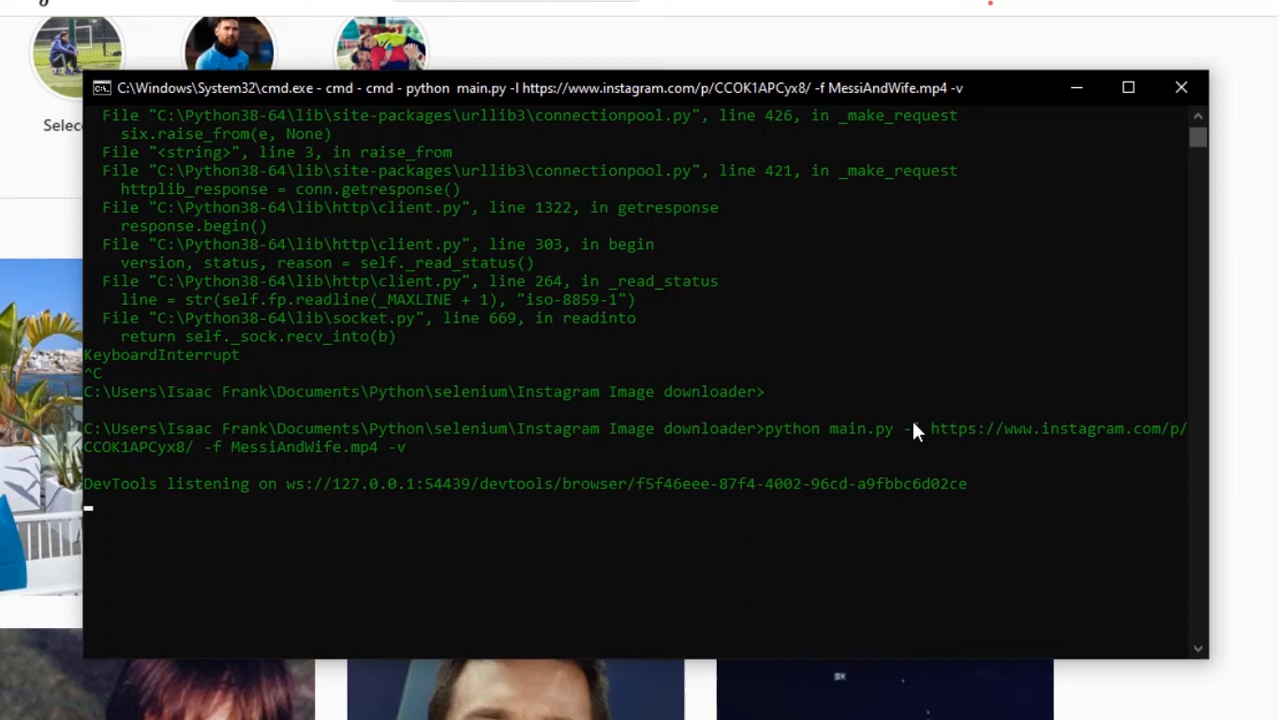 Selec
C:\Windows\System32\cmd.exe - cmd - cmd - python  main.py -l https://www.instagram.com/p/CCOK1APCyx8/ -f MessiAndWife.mp4 -v
File "C:\Python38-64\lib\site-packages\urllib3\connectionpool.py", line 426, in _make_request
six.raise_from(e, None)
File "<string>", line 3, in raise_from
File "C:\Python38-64\lib\site-packages\urllib3\connectionpool.py", line 421, in _make_request
httplib_response = conn.getresponse()
File "C:\Python38-64\lib\http\client.py", line 1322, in getresponse
response.begin()
File "C:\Python38-64\lib\http\client.py", line 303, in begin
version, status, reason = self._read_status()
File "C:\Python38-64\lib\http\client.py", line 264, in _read_status
line = str(self.fp.readline(_MAXLINE + 1), "iso-8859-1")
File "C:\Python38-64\lib\socket.py", line 669, in readinto
return self._sock.recv_into(b)
KeyboardInterrupt
^C
C:\Users\Isaac Frank\Documents\Python\selenium\Instagram Image downloader>
C:\Users\Isaac Frank\Documents\Python\selenium\Instagram Image downloader>python main.py - https://www.instagram.com/p/
CCOK1APCyx8/ -f MessiAndWife.mp4 -v
DevTools listening on ws://127.0.0.1:54439/devtools/browser/f5f46eee-87f4-4002-96cd-a9fbbc6d02ce